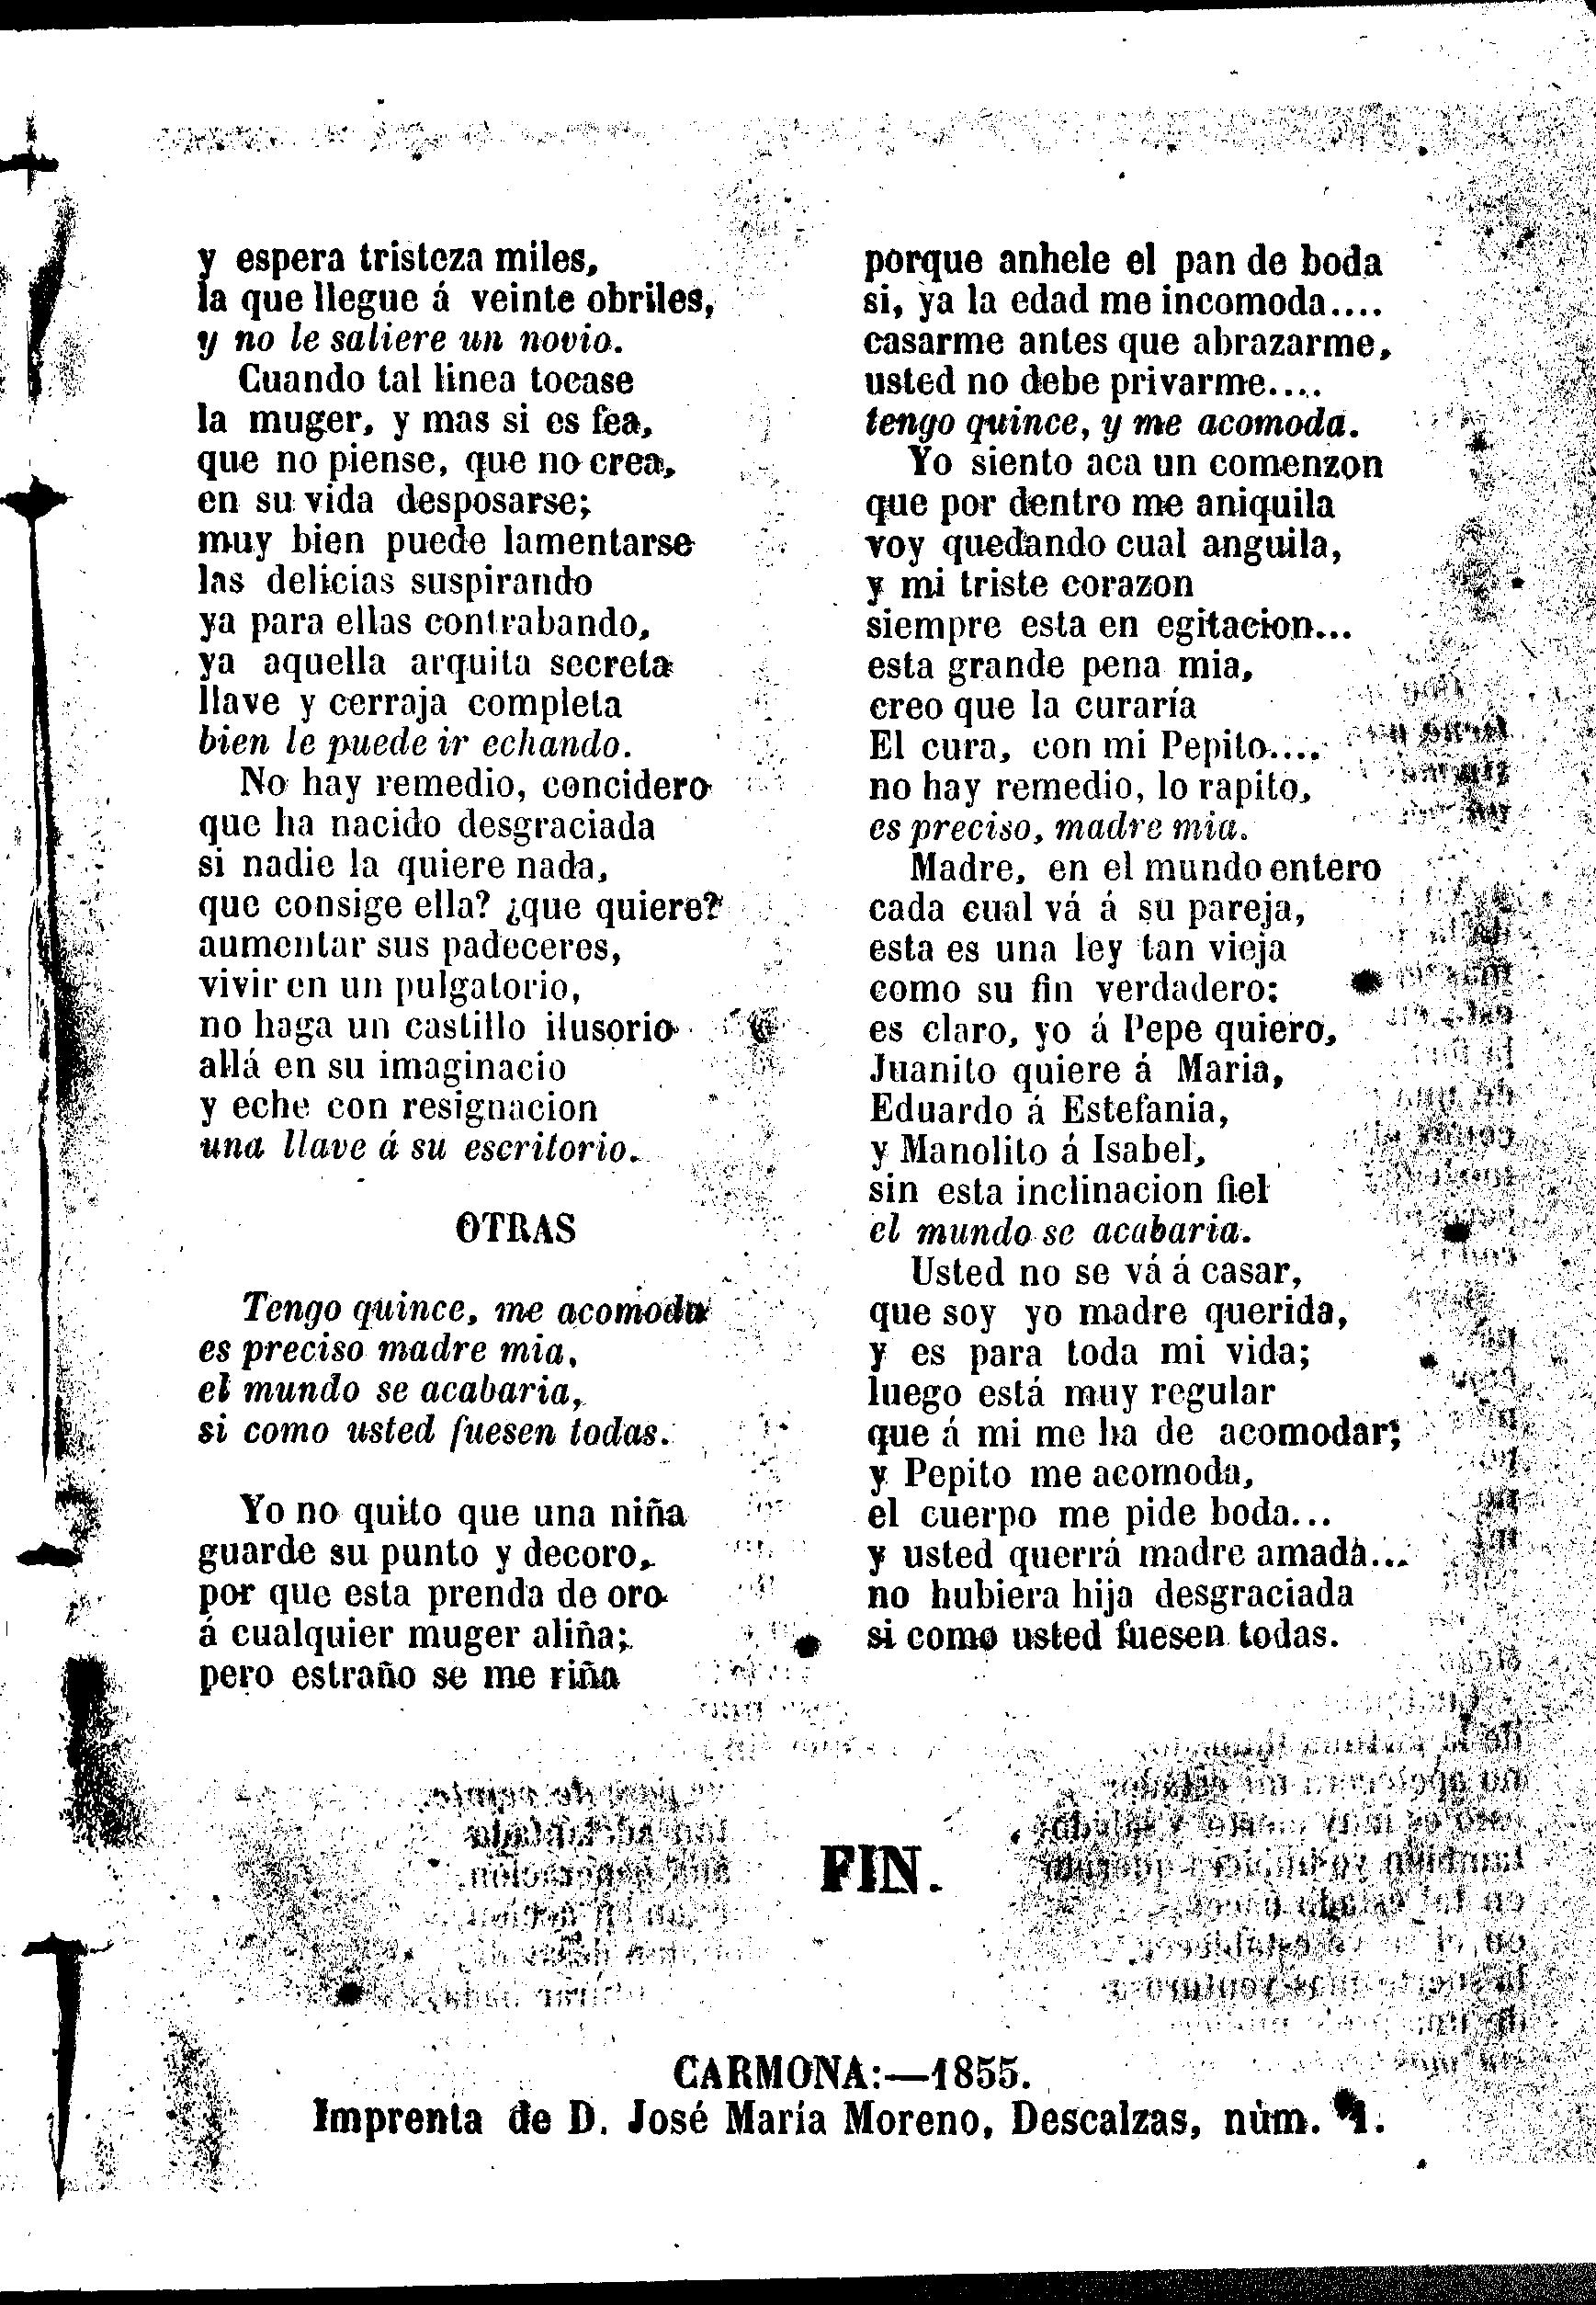 y espera tristeza miles,
la que llegue á veinte obriles,
y no le saliere un novio.
Cuando tal linea tocase
la muger, y mas si es fea,
que no piense, que no crea,
en su vida desposarse;
muy bien puede lamentarse
las delicias suspirando
ya para ellas contrabando,
ya aquella arquita secreta
llave y cerraja completa
bien le puede ir echando.
No hay remedio, concidero
que ha nacido desgraciada
si nadie la quiere nada,
que consige ella? ¿que quiere?
aumentar sus padeceres,
vivir en un pulgatorio,
no haga un castillo ilusorio
allá en su imaginacio
y eche con resignacion
una llave á su escritorio.
OTRAS
Tengo quince, me acomoda
es preciso madre mia,
el mundo se acabaria,
si como usted fuesen todas.
Yo no quito que una niña
guarde su punto y decoro,
por que esta prenda de oro
á cualquier muger aliña;
pero estraño se me riña
porque anhele el pan de boda
si, ya la edad me incomoda....
casarme antes que abrazarme,
usted no debe privarme....
tengo quince, y me acomoda.
Yo siento aca un comenzon
que por dentro me aniquila
voy quedando cual anguila,
y mi triste corazon
siempre esta en egitacion...
esta grande pena mia,
creo que la curaría
El cura, con mi Pepito....
no hay remedio, lo rapito,
es preciso, madre mia.
Madre, en el mundo entero
cada cual vá á su pareja,
esta es una ley tan vieja
como su fin verdadero:
es claro, yo á Pepe quiero,
Juanito quiere á Maria,
Eduardo á Estefania,
y Manolito á Isabel,
sin esta inclinacion fiel
el mundo se acabaria.
Usted no se vá á casar,
que soy yo madre querida,
y es para toda mi vida;
luego está muy regular
que á mi me ha de acomodar;
y Pepito me acomoda,
el cuerpo me pide boda...
y usted querrá madre amada...
no hubiera hija desgraciada
si como usted fuesen todas.
FIN.
CARMONA:—1855.
Imprenta de D. José María Moreno, Descalzas, núm. 1.